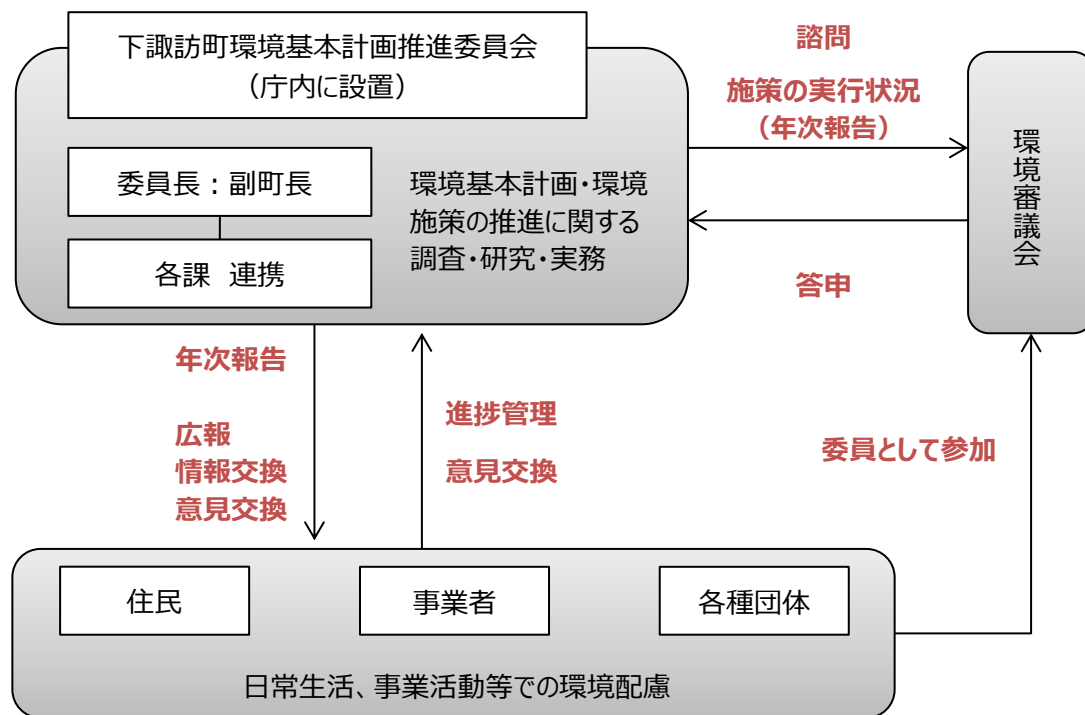 下諏訪町環境基本計画推進委員会
（庁内に設置）
委員長：副町長
各課 連携
環境基本計画・環境
施策の推進に関する
調査・研究・実務
諮問
施策の実行状況
（年次報告）
答申
環境審議会
年次報告
広報
情報交換
意見交換
進捗管理
意見交換
委員として参加
住民
事業者
各種団体
日常生活、事業活動等での環境配慮